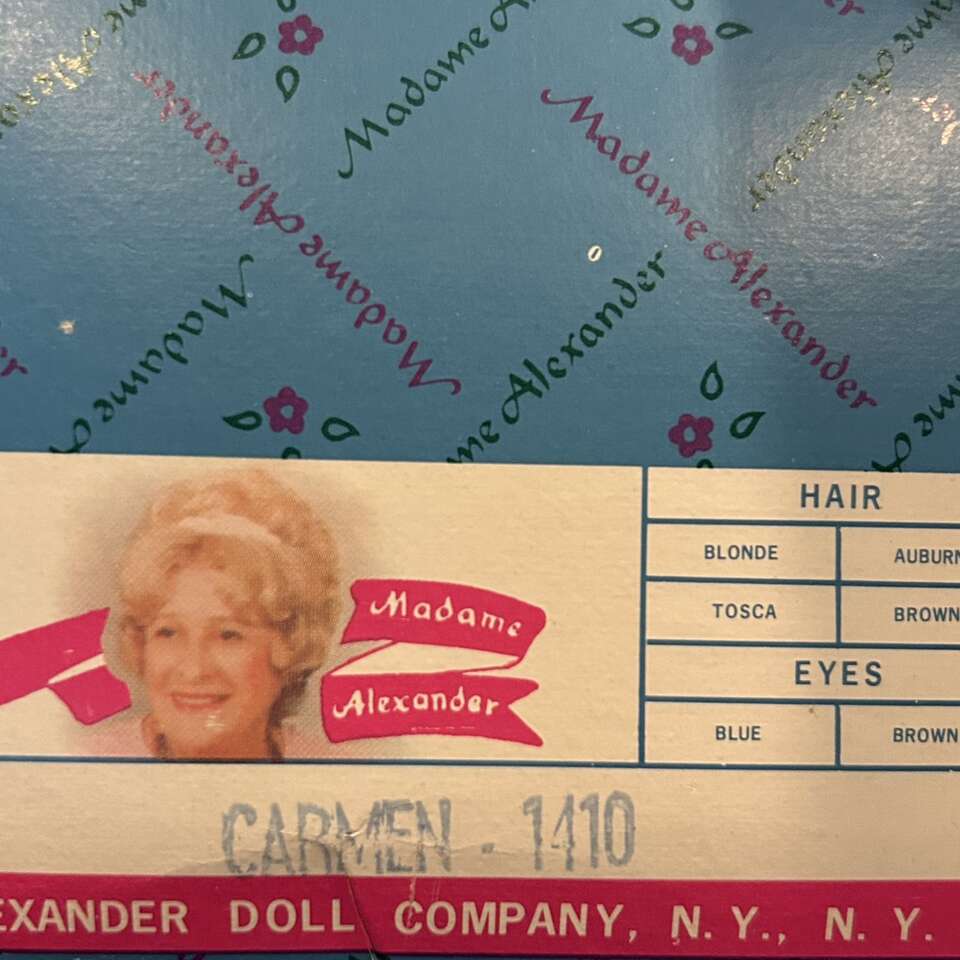 Madame A
Madame Alexander
Madame Alexander
Madame
me Alexander
HAIR
BLONDE AUBURN
TOSCA BROWN
EYES
BLUE BROWN
Madame
Alexander
CARMEN - 1410
EXANDER DOLL COMPANY, N. Y., N. Y.